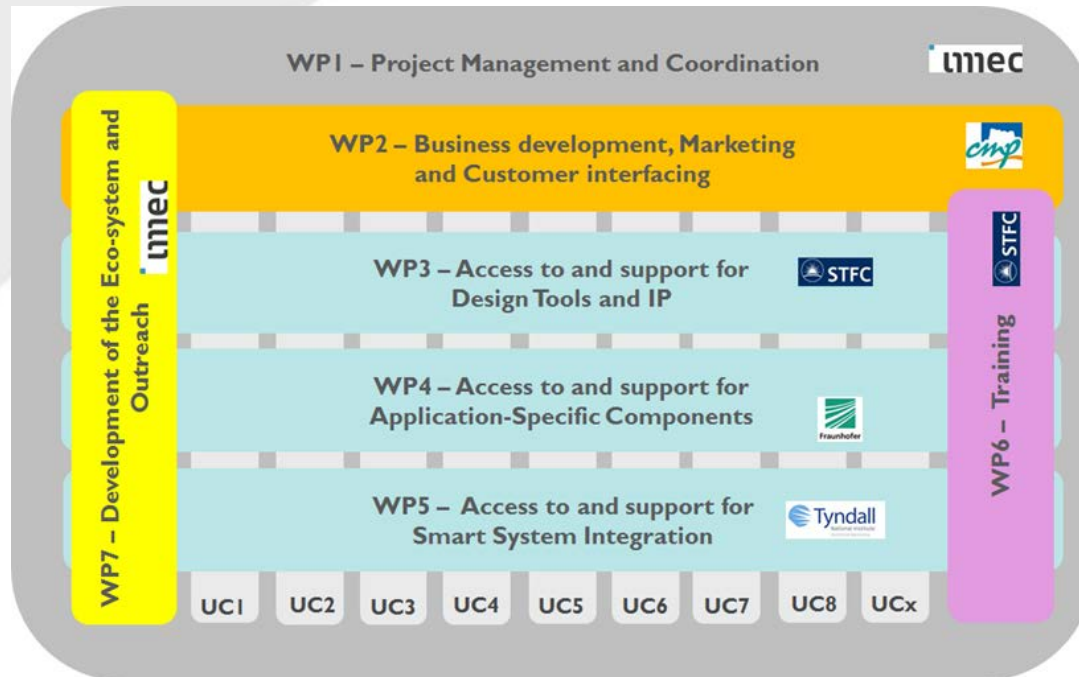 WP1 – Project Management and Coordination
imec
WP2 – Business development, Marketing
and Customer interfacing
cmp
WP7 – Development of the Eco-system and
Outreach
imec
WP3 – Access to and support for
Design Tools and IP
STFC
STFC
WP6 – Training
WP4 – Access to and support for
Application-Specific Components
Fraunhofer
WP5 – Access to and support for
Smart System Integration
Tyndall
National Institute
UC1 UC2 UC3 UC4 UC5 UC6 UC7 UC8 UCx